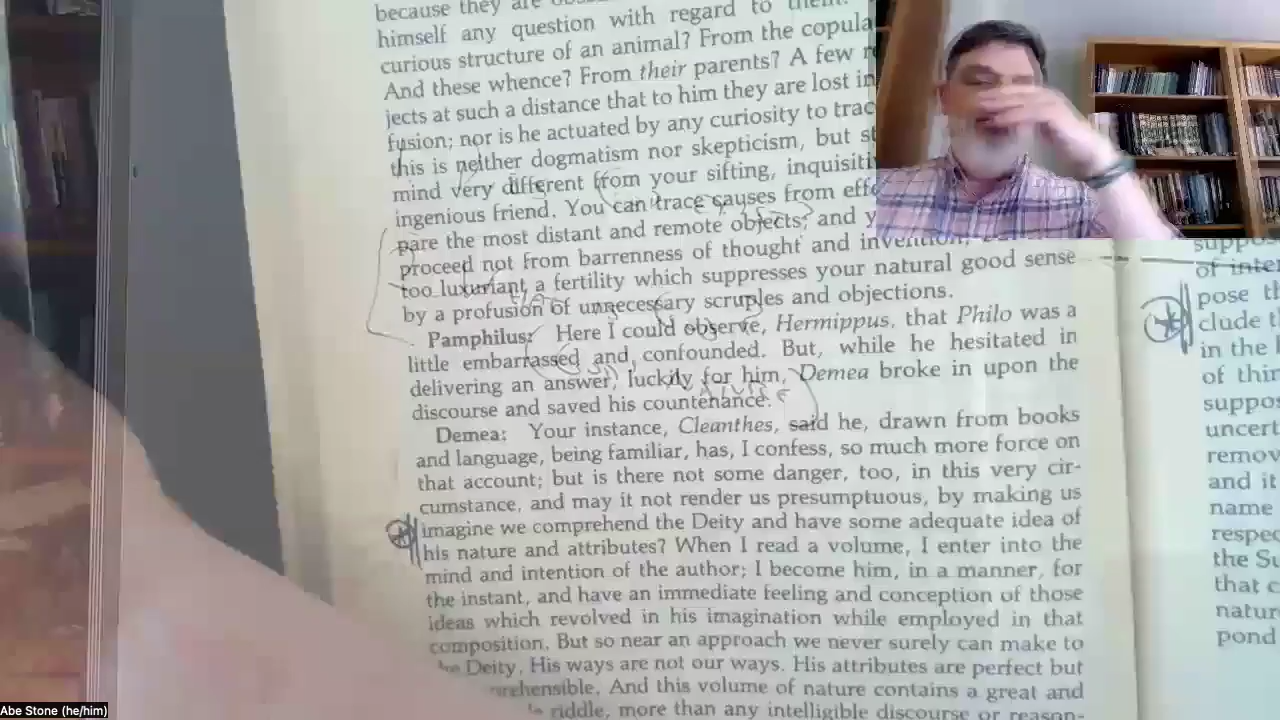 because they are
himself any question with regard to them.
curious structure of an animal? From the copula
And these whence? From their parents? A few r
jects at such a distance that to him they are lost in
fusion; nor is he actuated by any curiosity to trac
this is neither dogmatism nor skepticism, but st
mind very different from your sifting, inquisiti
ingenious friend. You can trace causes from effe
pare the most distant and remote objects; and y
proceed not from barrenness of thought and invention,
too luxuriant a fertility which suppresses your natural good sense
by a profusion of unnecessary scruples and objections.
Pamphilus: Here I could observe, Hermippus, that Philo was a
little embarrassed and confounded. But, while he hesitated in
delivering an answer, luckily for him, Demea broke in upon the
discourse and saved his countenance.
Demea: Your instance, Cleanthes, said he, drawn from books
and language, being familiar, has, I confess, so much more force on
that account; but is there not some danger, too, in this very cir-
cumstance, and may it not render us presumptuous, by making us
imagine we comprehend the Deity and have some adequate idea of
his nature and attributes? When I read a volume, I enter into the
mind and intention of the author; I become him, in a manner, for
the instant, and have an immediate feeling and conception of those
ideas which revolved in his imagination while employed in that
composition. But so near an approach we never surely can make to
Deity. His ways are not our ways. His attributes are perfect but
rehensible. And this volume of nature contains a great and
riddle, more than any intelligible discourse or reason-
suppos
of inter
pose th
clude t
in the l
of thin
suppos
uncert
remov
and it
name
respec
the Su
that c
natur
pond
Abe Stone (he/him)